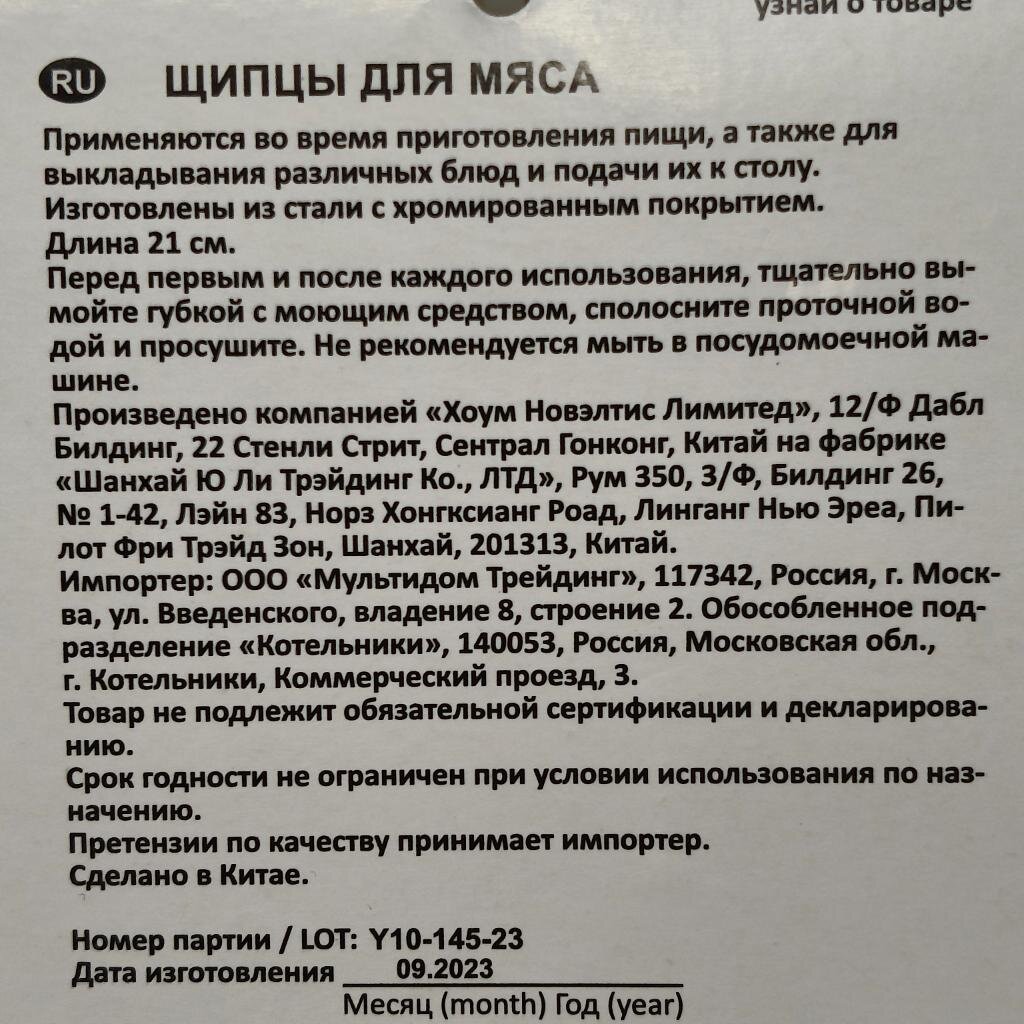 узнай о товаре
RU ЩИПЦЫ ДЛЯ МЯСА
Применяются во время приготовления пищи, а также для
выкладывания различных блюд и подачи их к столу.
Изготовлены из стали с хромированным покрытием.
Длина 21 см.
Перед первым и после каждого использования, тщательно вы-
мойте губкой с моющим средством, сполосните проточной во-
дой и просушите. Не рекомендуется мыть в посудомоечной ма-
шине.
Произведено компанией «Хоум Новэлтис Лимитед», 12/Ф Дабл
Билдинг, 22 Стенли Стрит, Сентрал Гонконг, Китай на фабрике
«Шанхай Ю Ли Трэйдинг Ко., ЛТД», Рум 350, 3/Ф, Билдинг 26,
№ 1-42, Лэйн 83, Норз Хонгксианг Роад, Линганг Нью Эреа, Пи-
лот Фри Трэйд Зон, Шанхай, 201313, Китай.
Импортер: ООО «Мультидом Трейдинг», 117342, Россия, г. Моск-
ва, ул. Введенского, владение 8, строение 2. Обособленное под-
разделение «Котельники», 140053, Россия, Московская обл.,
г. Котельники, Коммерческий проезд, 3.
Товар не подлежит обязательной сертификации и декларирова-
нию.
Срок годности не ограничен при условии использования по наз-
начению.
Претензии по качеству принимает импортер.
Сделано в Китае.
Номер партии / LOT: Y10-145-23
Дата изготовления 09.2023
Месяц (month) Год (year)